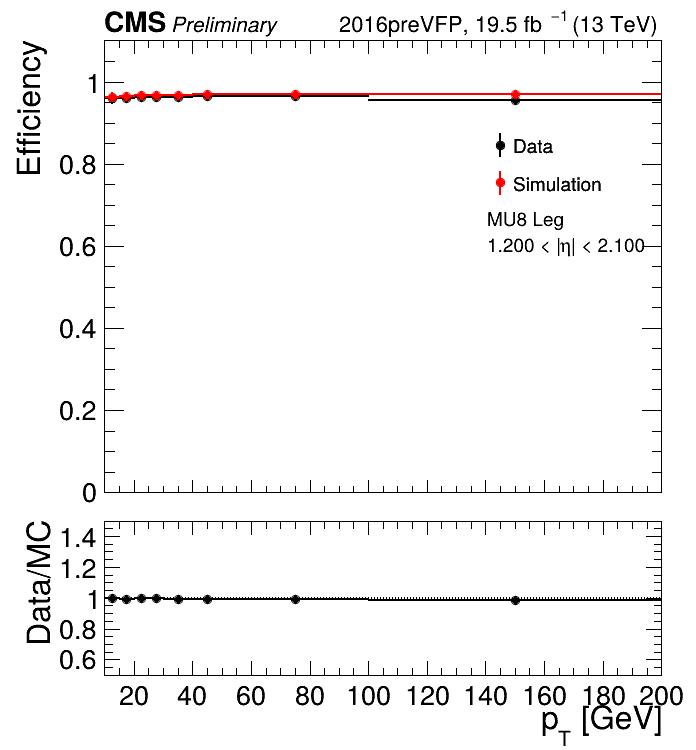 CMS Preliminary 2016preVFP, 19.5 fb ⁻¹ (13 TeV)
Efficiency
1
0.8
0.6
0.4
0.2
0
Data
Simulation
MU8 Leg
1.200 < |η| < 2.100
Data/MC
1.4
1.2
1
0.8
0.6
20 40 60 80 100 120 140 160 180 200
p_T [GeV]